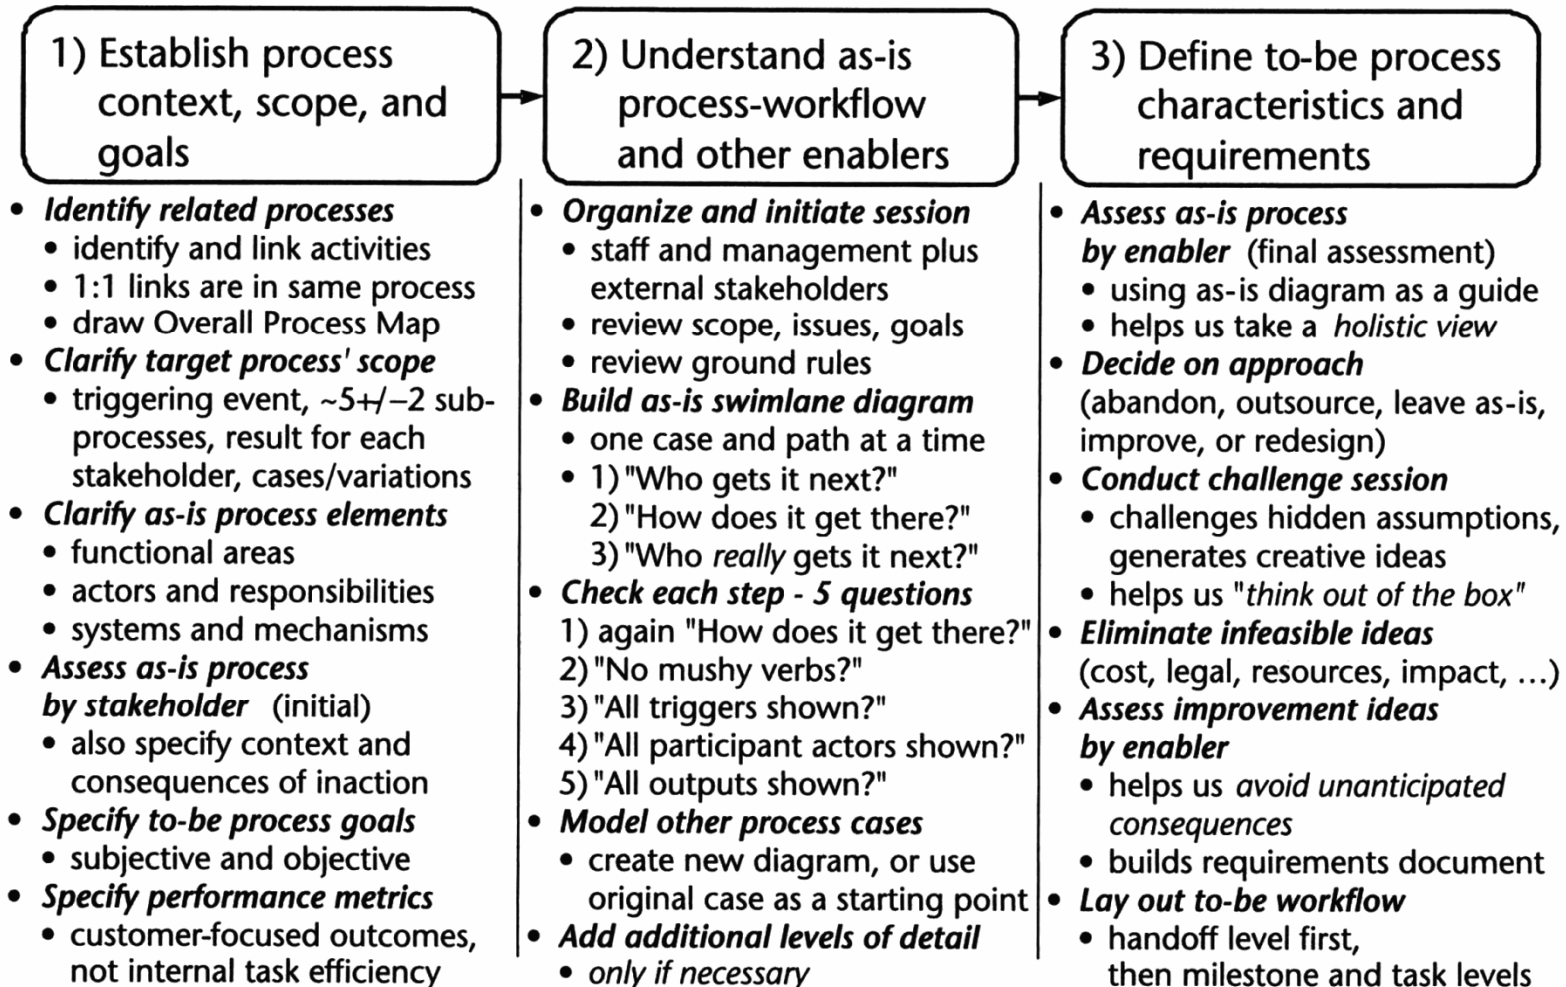 1) Establish process
context, scope, and
goals
• Identify related processes
• identify and link activities
• 1:1 links are in same process
• draw Overall Process Map
• Clarify target process' scope
• triggering event, ~5+/−2 sub-
processes, result for each
stakeholder, cases/variations
• Clarify as-is process elements
• functional areas
• actors and responsibilities
• systems and mechanisms
• Assess as-is process
by stakeholder (initial)
• also specify context and
consequences of inaction
• Specify to-be process goals
• subjective and objective
• Specify performance metrics
• customer-focused outcomes,
not internal task efficiency
2) Understand as-is
process-workflow
and other enablers
• Organize and initiate session
• staff and management plus
external stakeholders
• review scope, issues, goals
• review ground rules
• Build as-is swimlane diagram
• one case and path at a time
• 1) "Who gets it next?"
2) "How does it get there?"
3) "Who really gets it next?"
• Check each step - 5 questions
1) again "How does it get there?"
2) "No mushy verbs?"
3) "All triggers shown?"
4) "All participant actors shown?"
5) "All outputs shown?"
• Model other process cases
• create new diagram, or use
original case as a starting point
• Add additional levels of detail
• only if necessary
3) Define to-be process
characteristics and
requirements
• Assess as-is process
by enabler (final assessment)
• using as-is diagram as a guide
• helps us take a holistic view
• Decide on approach
(abandon, outsource, leave as-is,
improve, or redesign)
• Conduct challenge session
• challenges hidden assumptions,
generates creative ideas
• helps us "think out of the box"
• Eliminate infeasible ideas
(cost, legal, resources, impact, ...)
• Assess improvement ideas
by enabler
• helps us avoid unanticipated
consequences
• builds requirements document
• Lay out to-be workflow
• handoff level first,
then milestone and task levels